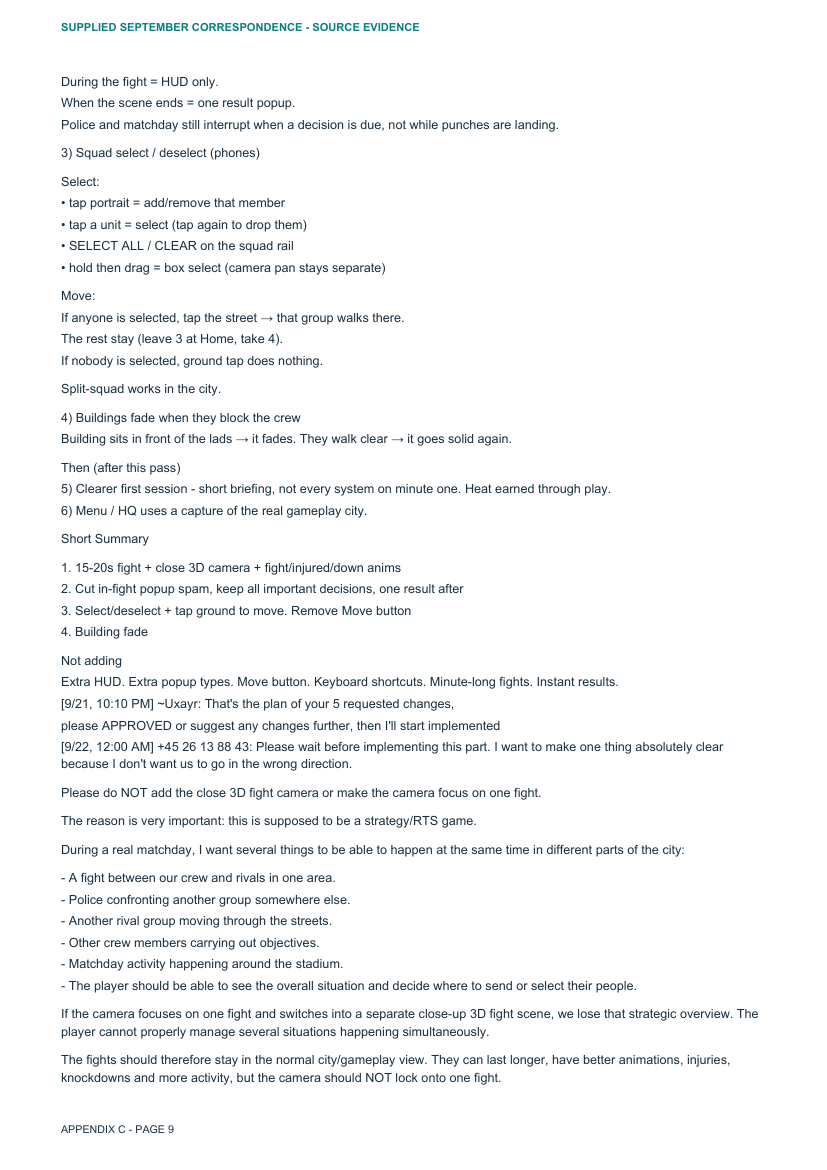 SUPPLIED SEPTEMBER CORRESPONDENCE - SOURCE EVIDENCE
During the fight = HUD only.
When the scene ends = one result popup.
Police and matchday still interrupt when a decision is due, not while punches are landing.
3) Squad select / deselect (phones)
Select:
• tap portrait = add/remove that member
• tap a unit = select (tap again to drop them)
• SELECT ALL / CLEAR on the squad rail
• hold then drag = box select (camera pan stays separate)
Move:
If anyone is selected, tap the street → that group walks there.
The rest stay (leave 3 at Home, take 4).
If nobody is selected, ground tap does nothing.
Split-squad works in the city.
4) Buildings fade when they block the crew
Building sits in front of the lads → it fades. They walk clear → it goes solid again.
Then (after this pass)
5) Clearer first session - short briefing, not every system on minute one. Heat earned through play.
6) Menu / HQ uses a capture of the real gameplay city.
Short Summary
1. 15-20s fight + close 3D camera + fight/injured/down anims
2. Cut in-fight popup spam, keep all important decisions, one result after
3. Select/deselect + tap ground to move. Remove Move button
4. Building fade
Not adding
Extra HUD. Extra popup types. Move button. Keyboard shortcuts. Minute-long fights. Instant results.
[9/21, 10:10 PM] ~Uxayr: That's the plan of your 5 requested changes,
please APPROVED or suggest any changes further, then I'll start implemented
[9/22, 12:00 AM] +45 26 13 88 43: Please wait before implementing this part. I want to make one thing absolutely clear
because I don't want us to go in the wrong direction.
Please do NOT add the close 3D fight camera or make the camera focus on one fight.
The reason is very important: this is supposed to be a strategy/RTS game.
During a real matchday, I want several things to be able to happen at the same time in different parts of the city:
- A fight between our crew and rivals in one area.
- Police confronting another group somewhere else.
- Another rival group moving through the streets.
- Other crew members carrying out objectives.
- Matchday activity happening around the stadium.
- The player should be able to see the overall situation and decide where to send or select their people.
If the camera focuses on one fight and switches into a separate close-up 3D fight scene, we lose that strategic overview. The
player cannot properly manage several situations happening simultaneously.
The fights should therefore stay in the normal city/gameplay view. They can last longer, have better animations, injuries,
knockdowns and more activity, but the camera should NOT lock onto one fight.
APPENDIX C - PAGE 9